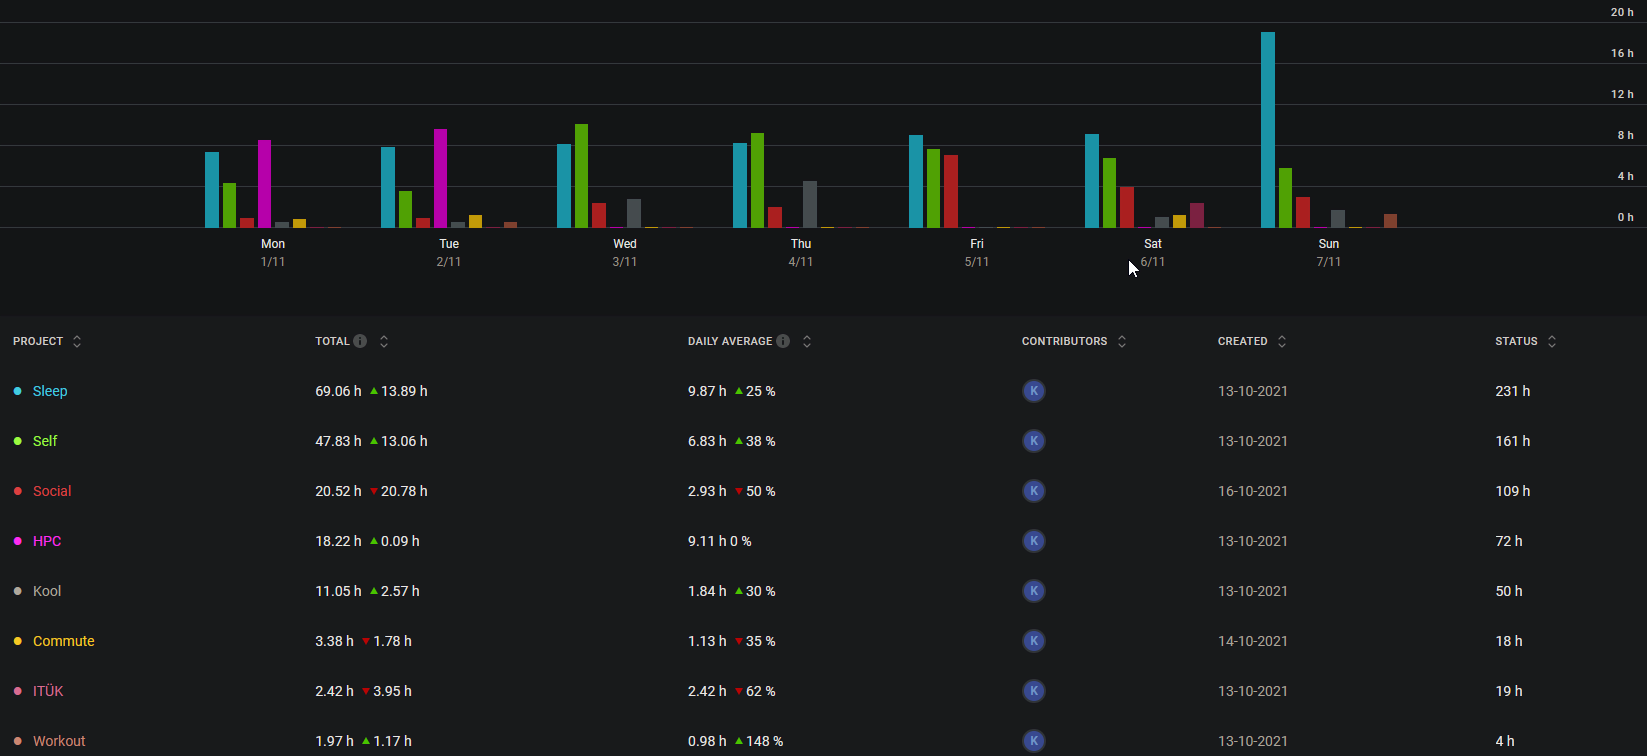 20 h
16 h
12 h
8 h
4 h
0 h
Mon Tue Wed Thu Fri Sat Sun
1/11 2/11 3/11 4/11 5/11 6/11 7/11
PROJECT TOTAL DAILY AVERAGE CONTRIBUTORS CREATED STATUS
Sleep 69.06 h 13.89 h 9.87 h 25 % K 13-10-2021 231 h
Self 47.83 h 13.06 h 6.83 h 38 % K 13-10-2021 161 h
Social 20.52 h 20.78 h 2.93 h 50 % K 16-10-2021 109 h
HPC 18.22 h 0.09 h 9.11 h 0 % K 13-10-2021 72 h
Kool 11.05 h 2.57 h 1.84 h 30 % K 13-10-2021 50 h
Commute 3.38 h 1.78 h 1.13 h 35 % K 14-10-2021 18 h
ITÜK 2.42 h 3.95 h 2.42 h 62 % K 13-10-2021 19 h
Workout 1.97 h 1.17 h 0.98 h 148 % K 13-10-2021 4 h